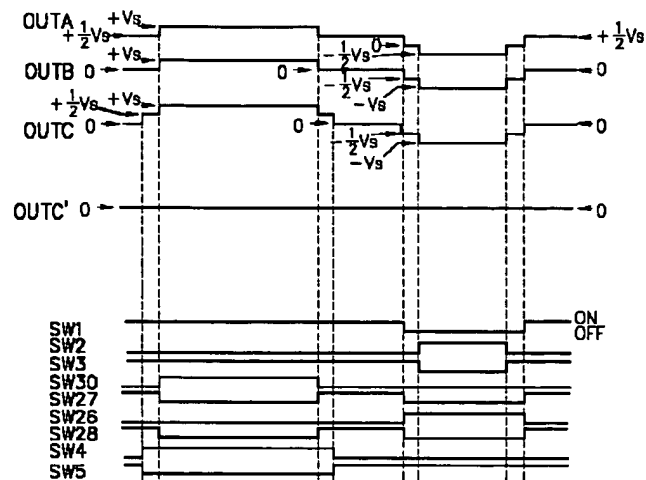 OUTA
+Vs
+½Vs
0
-½Vs
+½Vs
OUTB 0
+Vs
0
-½Vs
-Vs
0
OUTC 0
+½Vs
+Vs
0
-½Vs
-Vs
0
OUTC' 0
0
SW1
ON
OFF
SW2
SW3
SW30
SW27
SW26
SW28
SW4
SW5